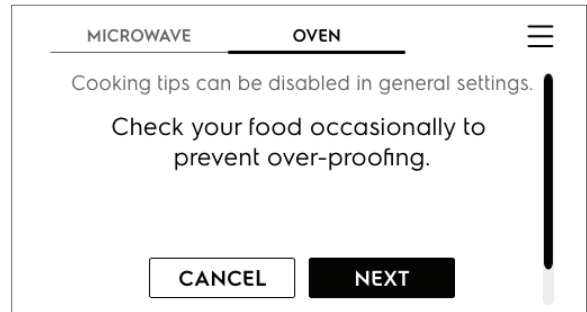 MICROWAVE OVEN
Cooking tips can be disabled in general settings.
Check your food occasionally to
prevent over-proofing.
CANCEL NEXT